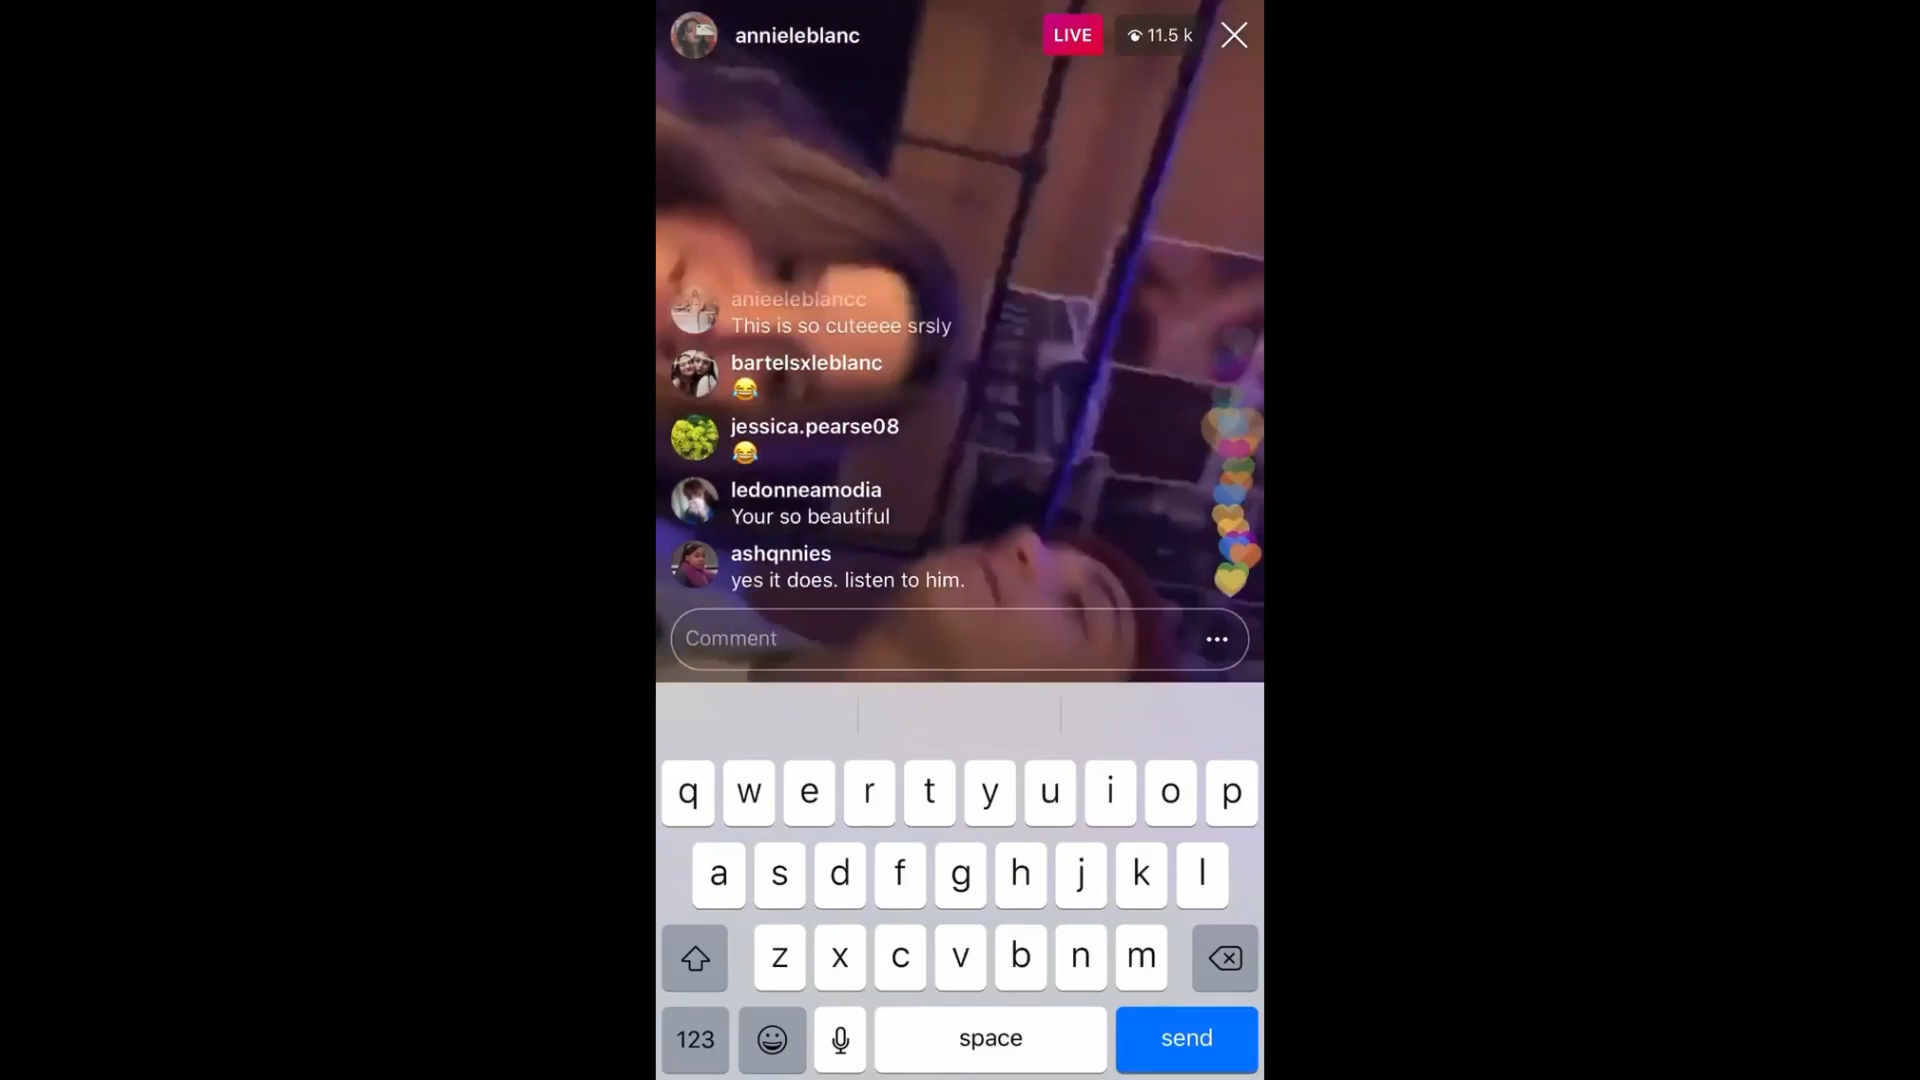 annieleblanc LIVE 11.5 k
anieeleblancc
This is so cuteeee srsly
bartelsxleblanc
😂
jessica.pearse08
😂
ledonneamodia
Your so beautiful
ashqnnies
yes it does. listen to him.
Comment
q w e r t y u i o p
a s d f g h j k l
z x c v b n m
123 space send